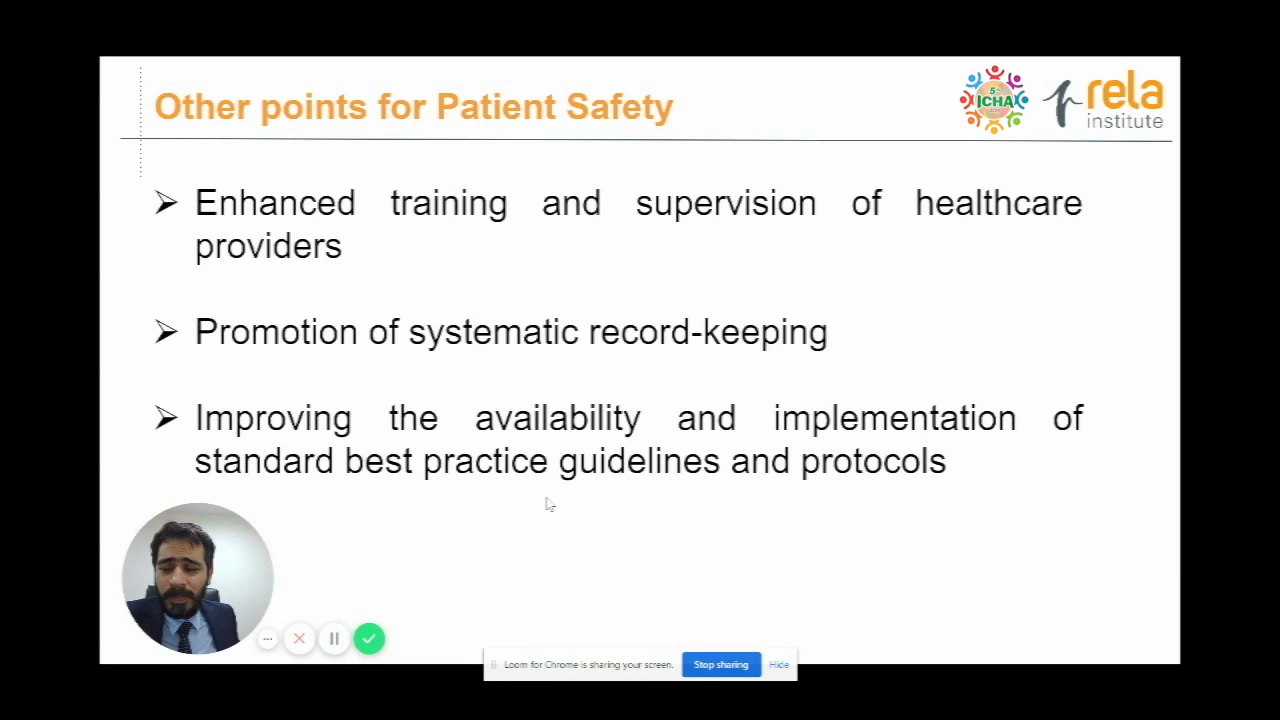 Other points for Patient Safety
5th
ICHA
rela
institute
Enhanced training and supervision of healthcare
providers
Promotion of systematic record-keeping
Improving the availability and implementation of
standard best practice guidelines and protocols
Loom for Chrome is sharing your screen.
Stop sharing
Hide